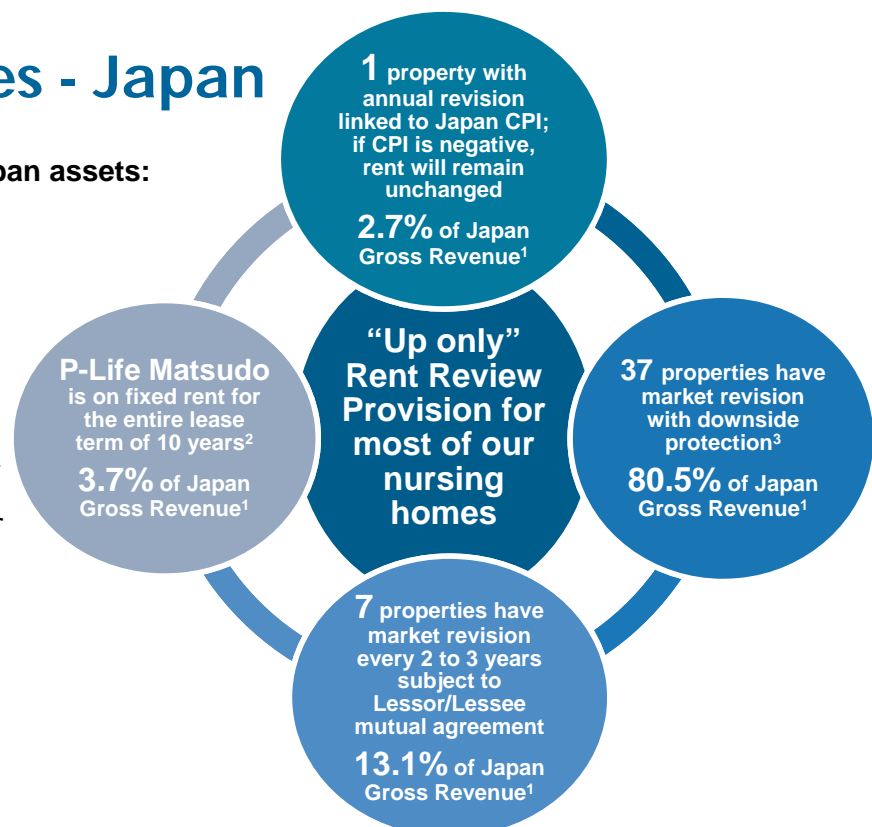 es - Japan
pan assets:
1 property with
annual revision
linked to Japan CPI;
if CPI is negative,
rent will remain
unchanged
2.7% of Japan
Gross Revenue1
P-Life Matsudo
is on fixed rent for
the entire lease
term of 10 years2
3.7% of Japan
Gross Revenue1
“Up only”
Rent Review
Provision for
most of our
nursing
homes
37 properties have
market revision
with downside
protection3
80.5% of Japan
Gross Revenue1
7 properties have
market revision
every 2 to 3 years
subject to
Lessor/Lessee
mutual agreement
13.1% of Japan
Gross Revenue1